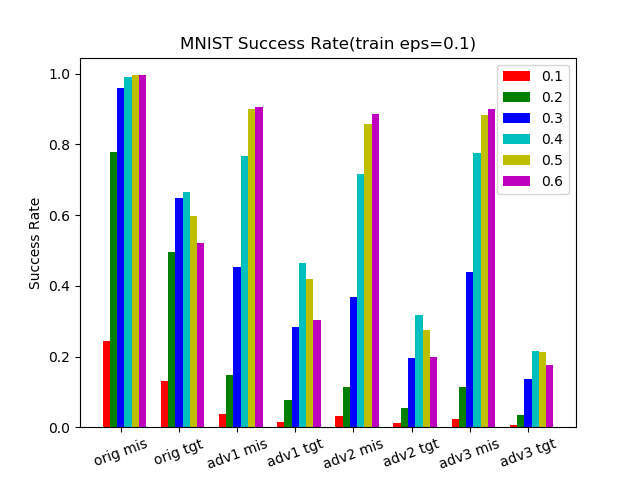 MNIST Success Rate(train eps=0.1)
Success Rate
1.0
0.8
0.6
0.4
0.2
0.0
orig mis
orig tgt
adv1 mis
adv1 tgt
adv2 mis
adv2 tgt
adv3 mis
adv3 tgt
0.1
0.2
0.3
0.4
0.5
0.6